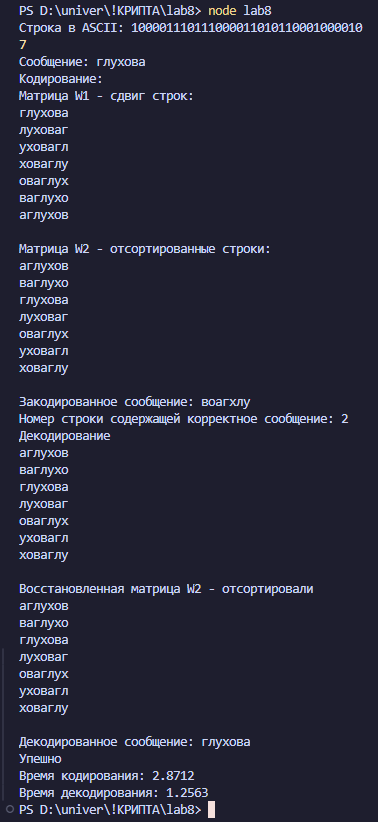 PS D:\univer\!КРИПТА\lab8> node lab8
Строка в ASCII: 100001110111000011010110001000010
7
Сообщение: глухова
Кодирование:
Матрица W1 - сдвиг строк:
глухова
луховаг
уховагл
ховаглу
оваглух
ваглухо
аглухов
Матрица W2 - отсортированные строки:
аглухов
ваглухо
глухова
луховаг
оваглух
уховагл
ховаглу
Закодированное сообщение: воагхлу
Номер строки содержащей корректное сообщение: 2
Декодирование
аглухов
ваглухо
глухова
луховаг
оваглух
уховагл
ховаглу
Восстановленная матрица W2 - отсортировали
аглухов
ваглухо
глухова
луховаг
оваглух
уховагл
ховаглу
Декодированное сообщение: глухова
Упешно
Время кодирования: 2.8712
Время декодирования: 1.2563
PS D:\univer\!КРИПТА\lab8>